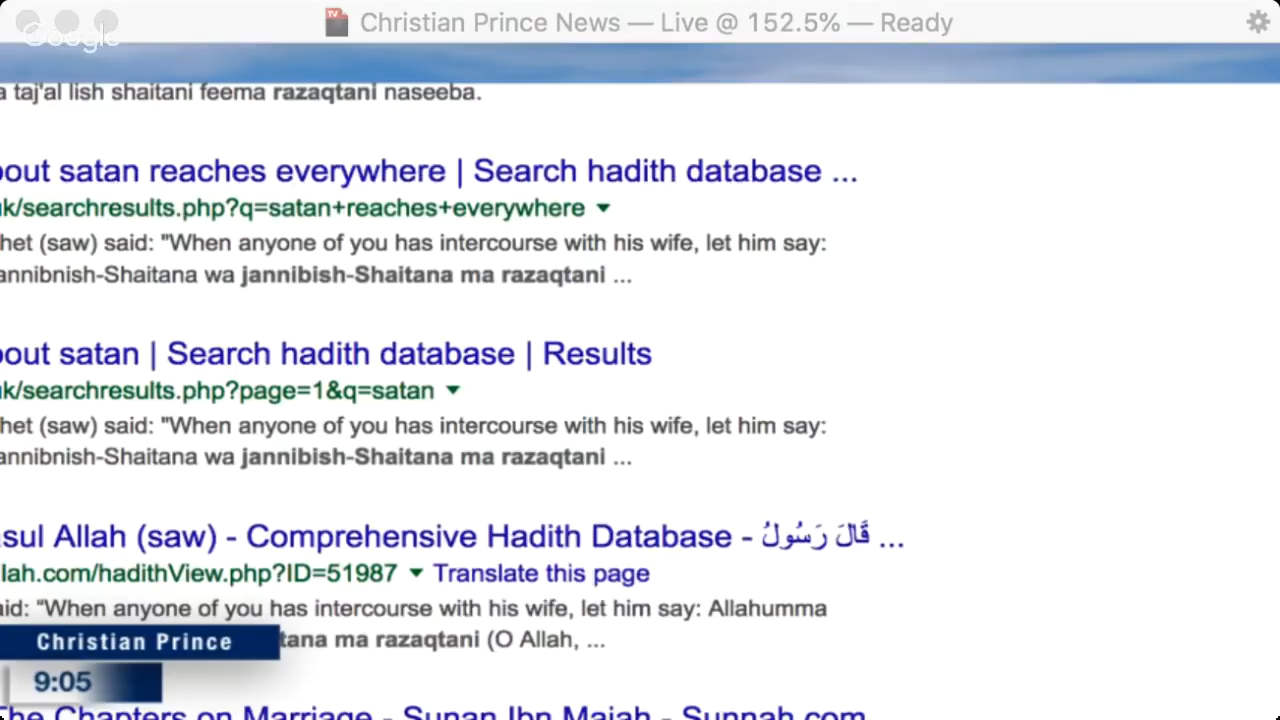 Google
Christian Prince News — Live @ 152.5% — Ready
a taj'al lish shaitani feema razaqtani naseeba.
bout satan reaches everywhere | Search hadith database ...
uk/searchresults.php?q=satan+reaches+everywhere
het (saw) said: "When anyone of you has intercourse with his wife, let him say:
annibnish-Shaitana wa jannibish-Shaitana ma razaqtani ...
bout satan | Search hadith database | Results
uk/searchresults.php?page=1&q=satan
het (saw) said: "When anyone of you has intercourse with his wife, let him say:
annibnish-Shaitana wa jannibish-Shaitana ma razaqtani ...
asul Allah (saw) - Comprehensive Hadith Database - قَالَ رَسُولُ ...
llah.com/hadithView.php?ID=51987 Translate this page
aid: "When anyone of you has intercourse with his wife, let him say: Allahumma
Christian Prince
tana ma razaqtani (O Allah, ...
9:05
The Chapters on Marriage - Sunan Ibn Majah - Sunnah.com